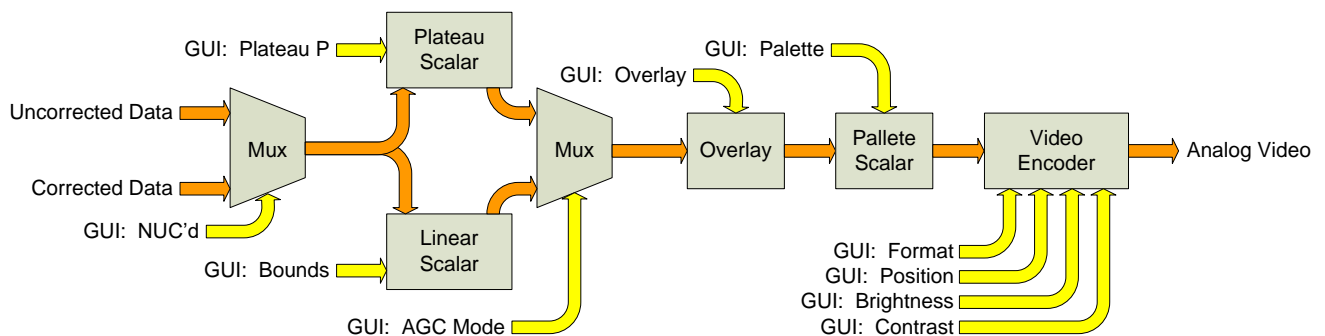 GUI: Plateau P
Plateau
Scalar
GUI: Palette
GUI: Overlay
Uncorrected Data
Mux
Mux
Overlay
Pallete
Scalar
Video
Encoder
Analog Video
Corrected Data
GUI: NUC'd
Linear
Scalar
GUI: Bounds
GUI: AGC Mode
GUI: Format
GUI: Position
GUI: Brightness
GUI: Contrast